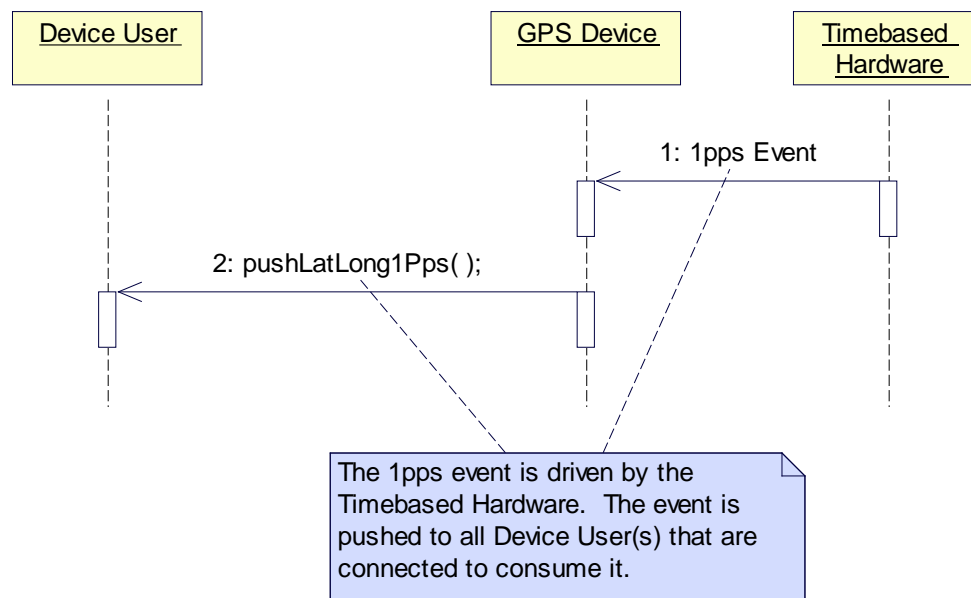 Device User
GPS Device
Timebased
Hardware
1: 1pps Event
2: pushLatLong1Pps( );
The 1pps event is driven by the
Timebased Hardware.  The event is
pushed to all Device User(s) that are
connected to consume it.